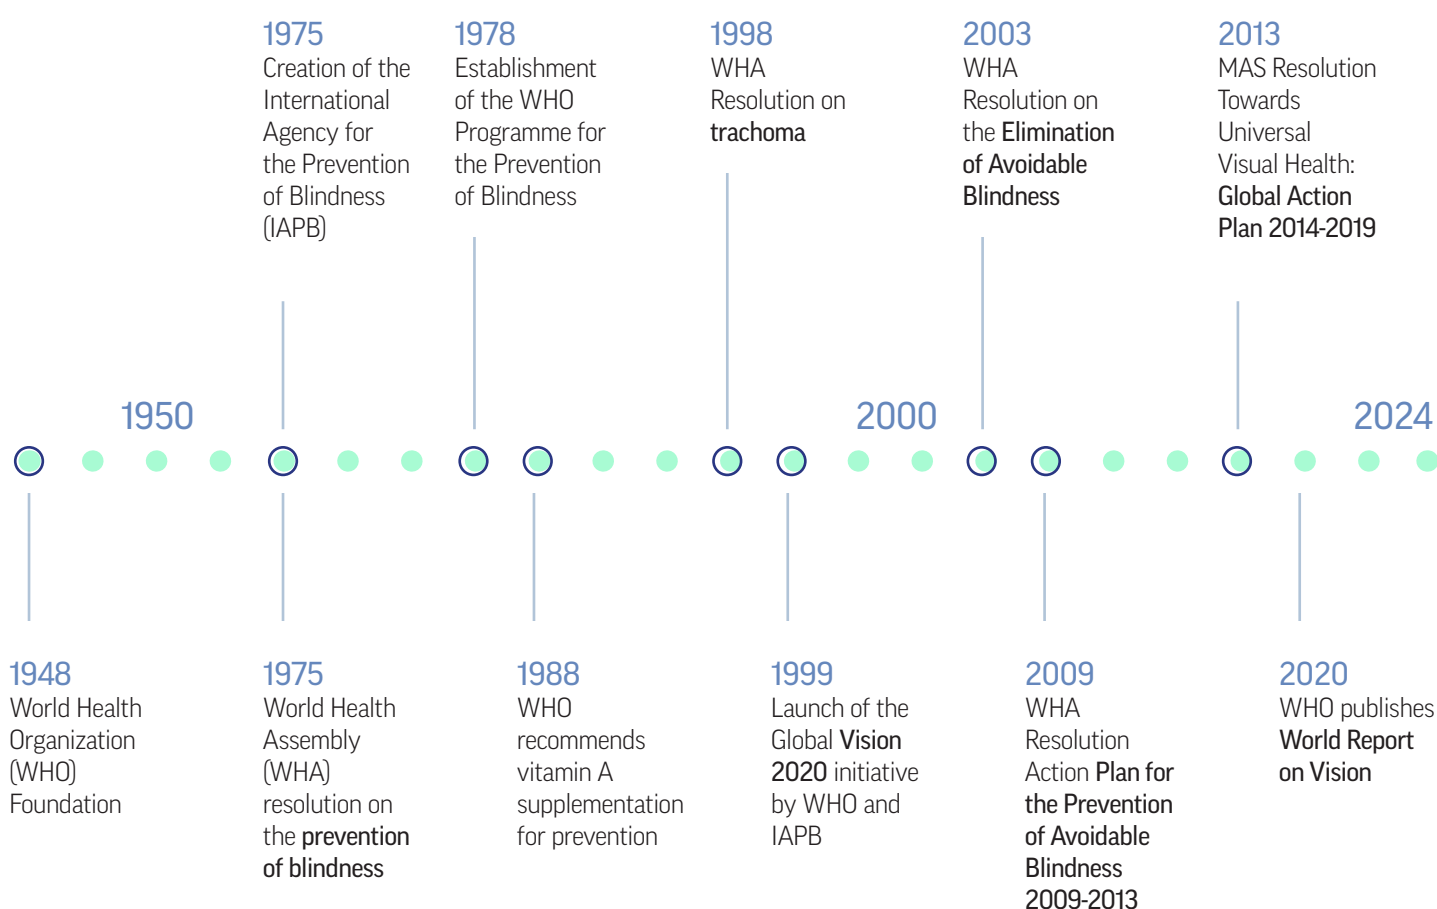 1975
Creation of the
International
Agency for
the Prevention
of Blindness
(IAPB)
1978
Establishment
of the WHO
Programme for
the Prevention
of Blindness
1998
WHA
Resolution on
trachoma
2003
WHA
Resolution on
the Elimination
of Avoidable
Blindness
2013
MAS Resolution
Towards
Universal
Visual Health:
Global Action
Plan 2014-2019
1950
2000
2024
1948
World Health
Organization
(WHO)
Foundation
1975
World Health
Assembly
(WHA)
resolution on
the prevention
of blindness
1988
WHO
recommends
vitamin A
supplementation
for prevention
1999
Launch of the
Global Vision
2020 initiative
by WHO and
IAPB
2009
WHA
Resolution
Action Plan for
the Prevention
of Avoidable
Blindness
2009-2013
2020
WHO publishes
World Report
on Vision